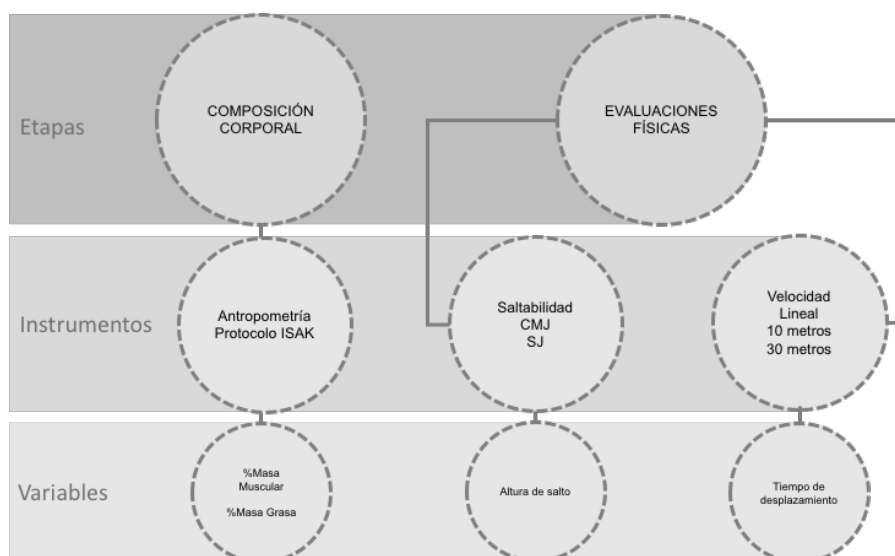 Etapas
COMPOSICIÓN
CORPORAL
EVALUACIONES
FÍSICAS
Instrumentos
Antropometría
Protocolo ISAK
Saltabilidad
CMJ
SJ
Velocidad
Lineal
10 metros
30 metros
Variables
%Masa
Muscular
%Masa Grasa
Altura de salto
Tiempo de
desplazamiento